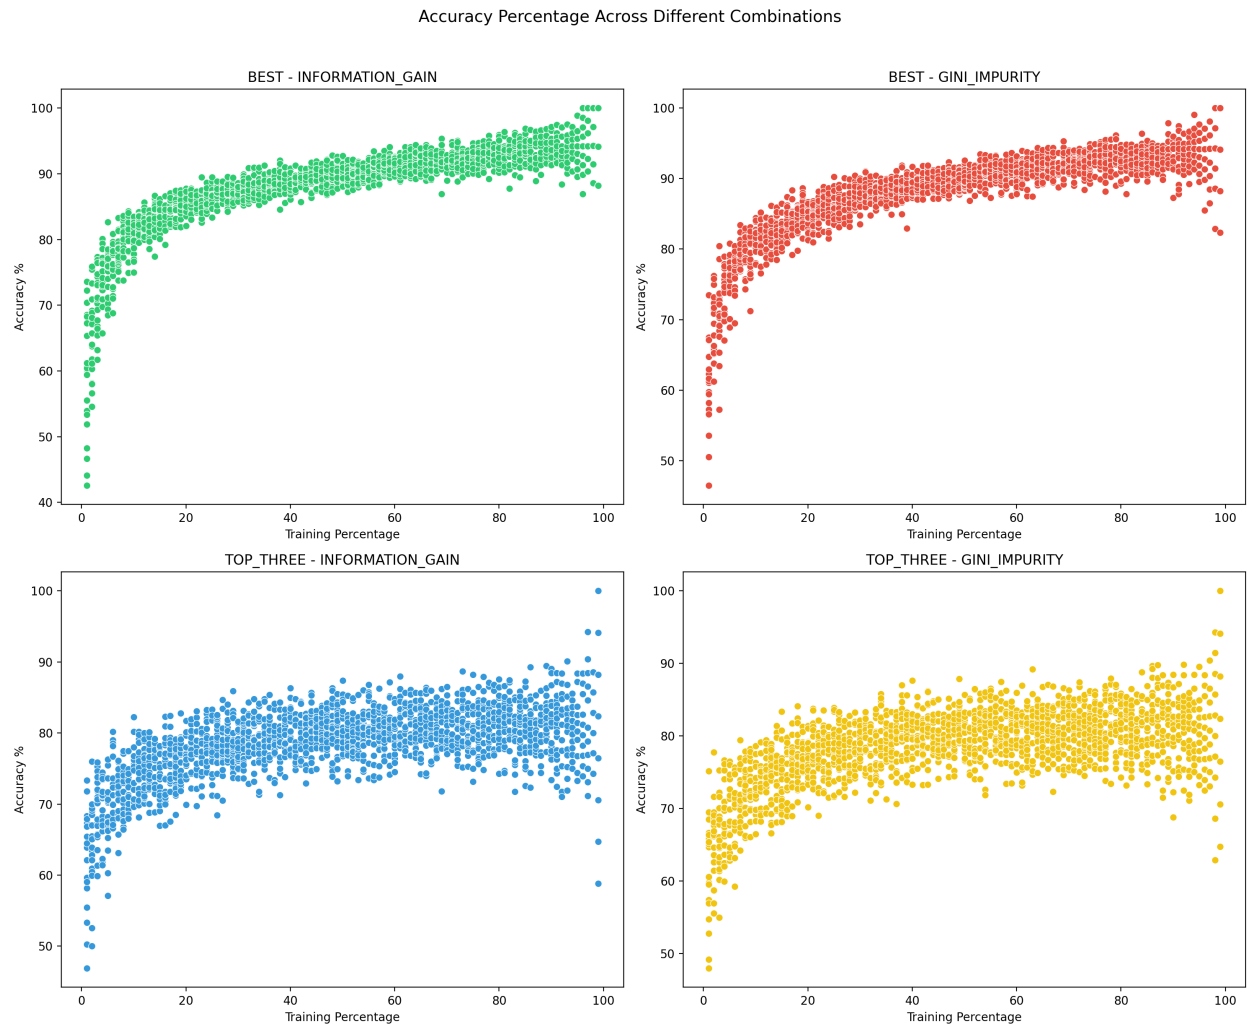 Accuracy Percentage Across Different Combinations
BEST - INFORMATION_GAIN
100
90
80
70
60
50
40
Accuracy %
0 20 40 60 80 100
Training Percentage
BEST - GINI_IMPURITY
100
90
80
70
60
50
Accuracy %
0 20 40 60 80 100
Training Percentage
TOP_THREE - INFORMATION_GAIN
100
90
80
70
60
50
Accuracy %
0 20 40 60 80 100
Training Percentage
TOP_THREE - GINI_IMPURITY
100
90
80
70
60
50
Accuracy %
0 20 40 60 80 100
Training Percentage